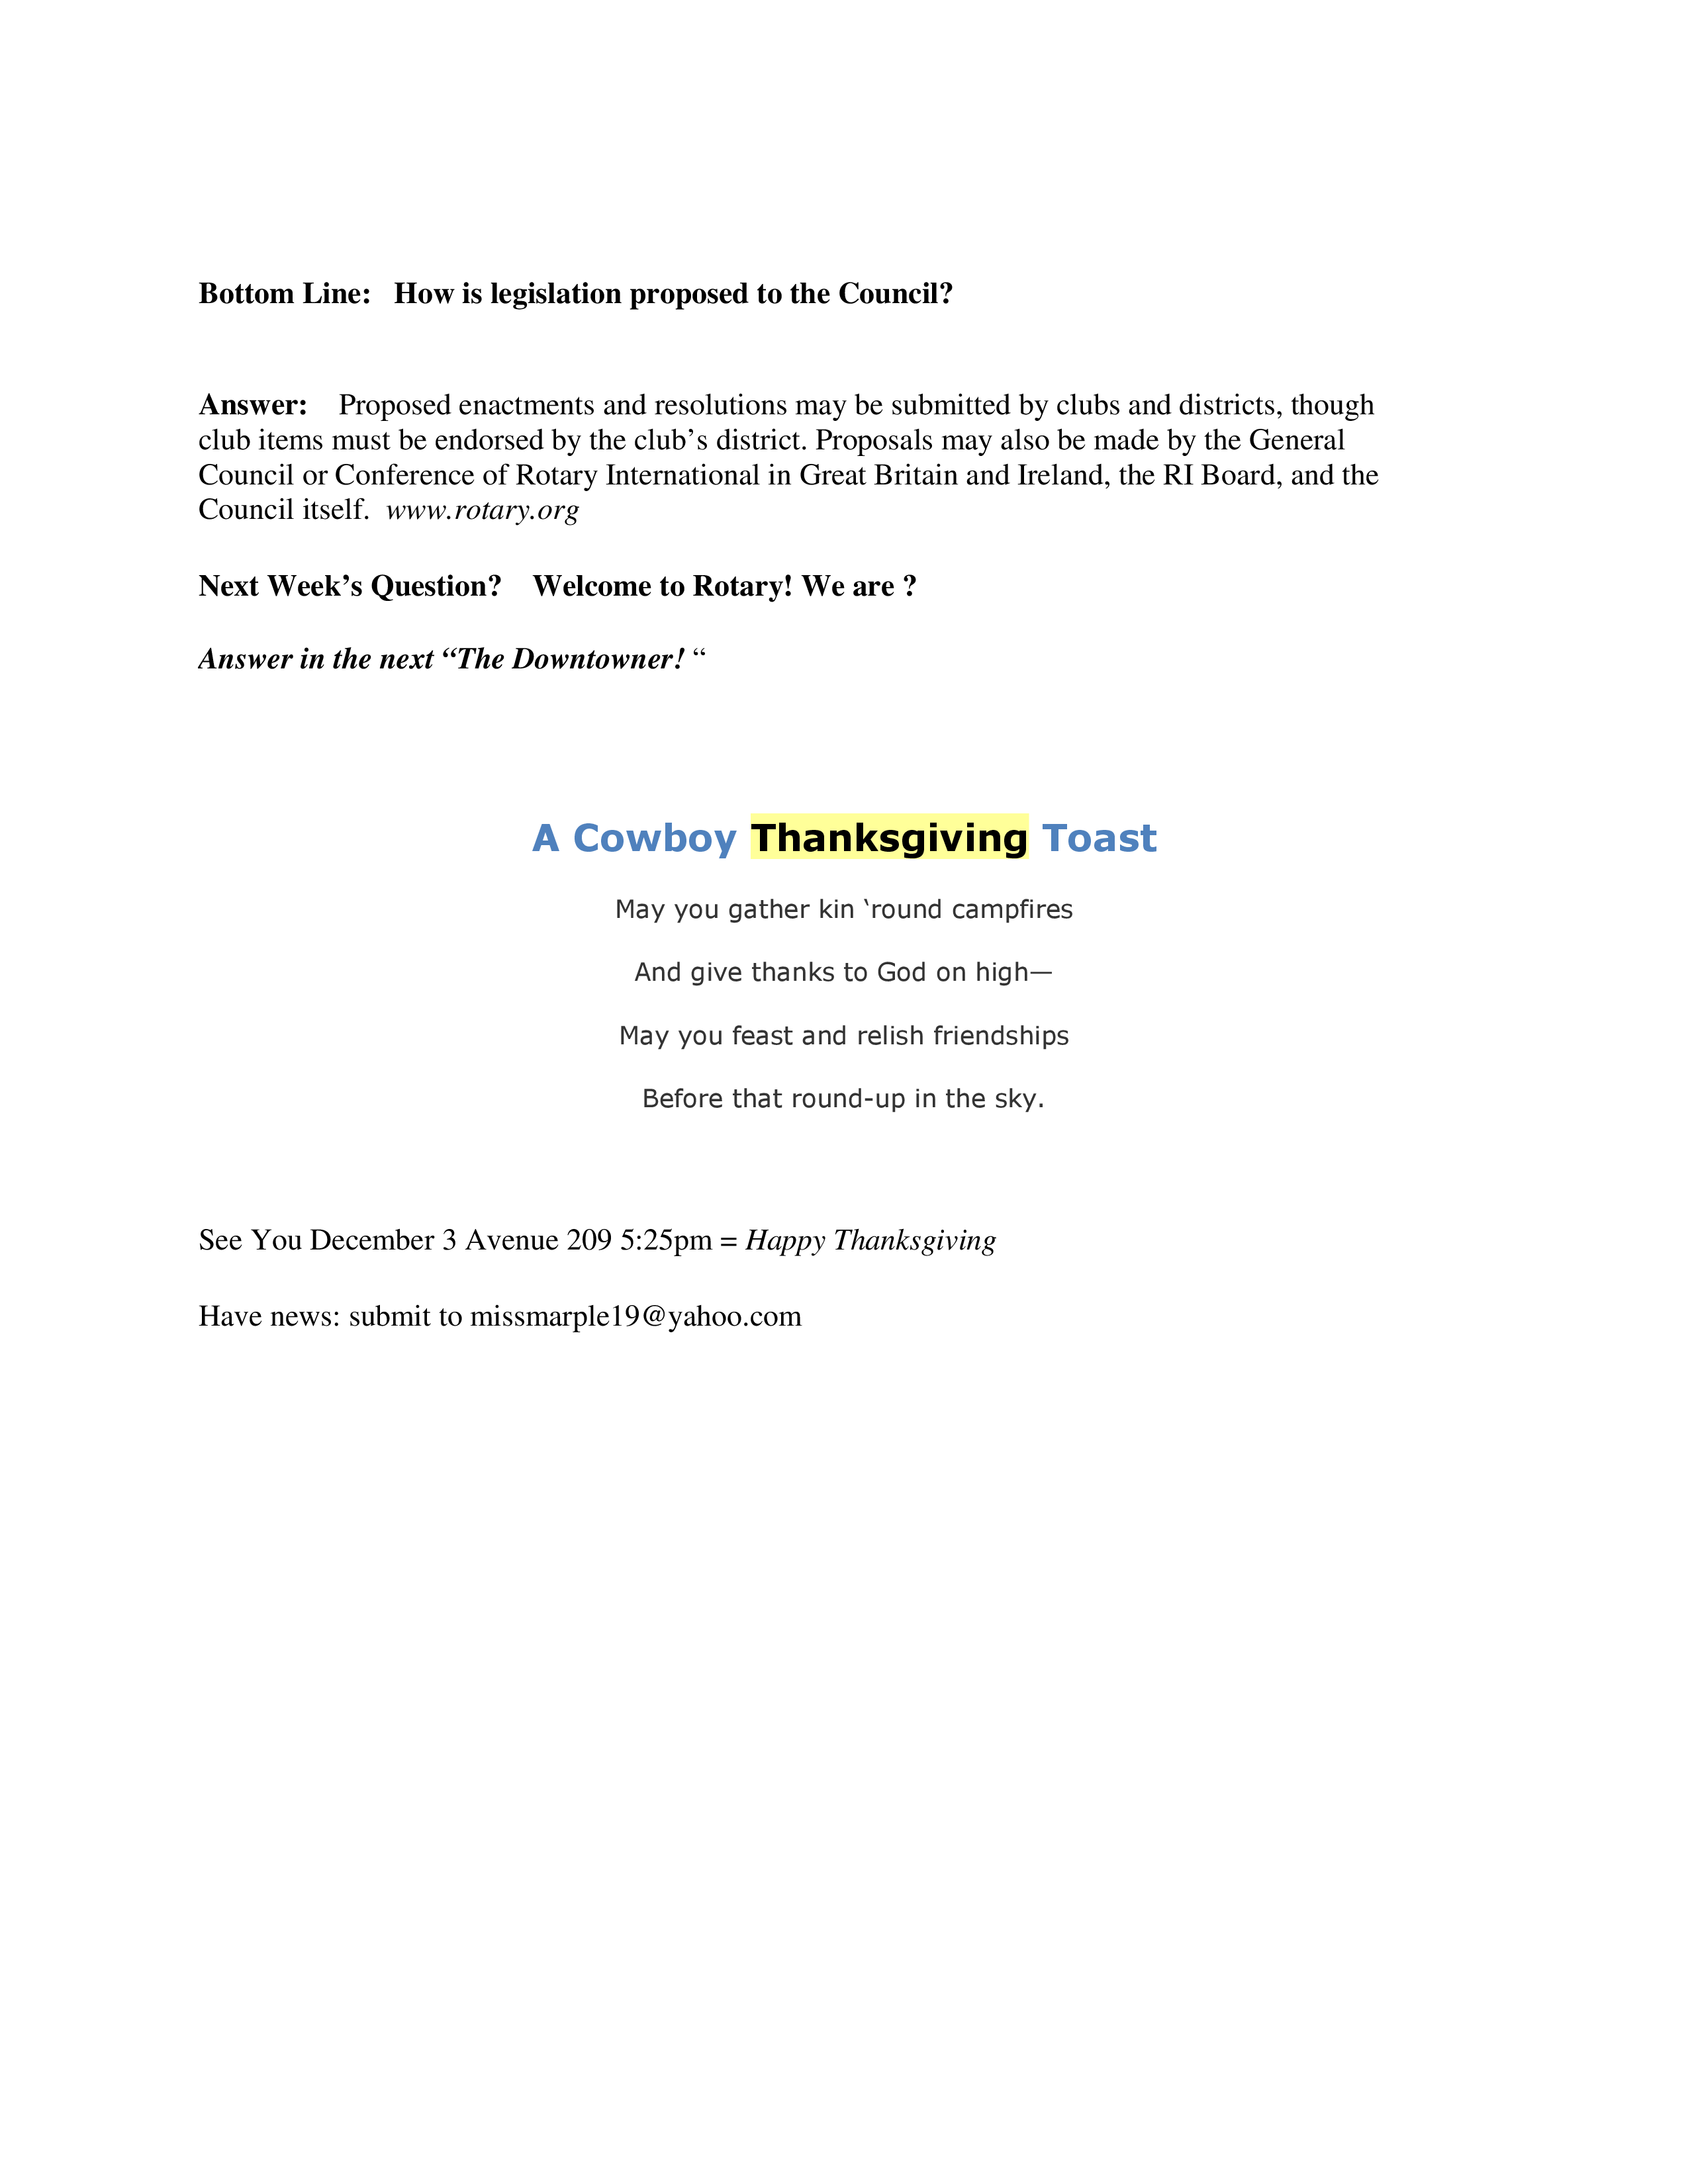 Bottom Line:   How is legislation proposed to the Council?
Answer:    Proposed enactments and resolutions may be submitted by clubs and districts, though
club items must be endorsed by the club’s district. Proposals may also be made by the General
Council or Conference of Rotary International in Great Britain and Ireland, the RI Board, and the
Council itself.  www.rotary.org
Next Week’s Question?    Welcome to Rotary! We are ?
Answer in the next “The Downtowner! “
A Cowboy Thanksgiving Toast
May you gather kin ‘round campfires
And give thanks to God on high—
May you feast and relish friendships
Before that round-up in the sky.
See You December 3 Avenue 209 5:25pm = Happy Thanksgiving
Have news: submit to missmarple19@yahoo.com